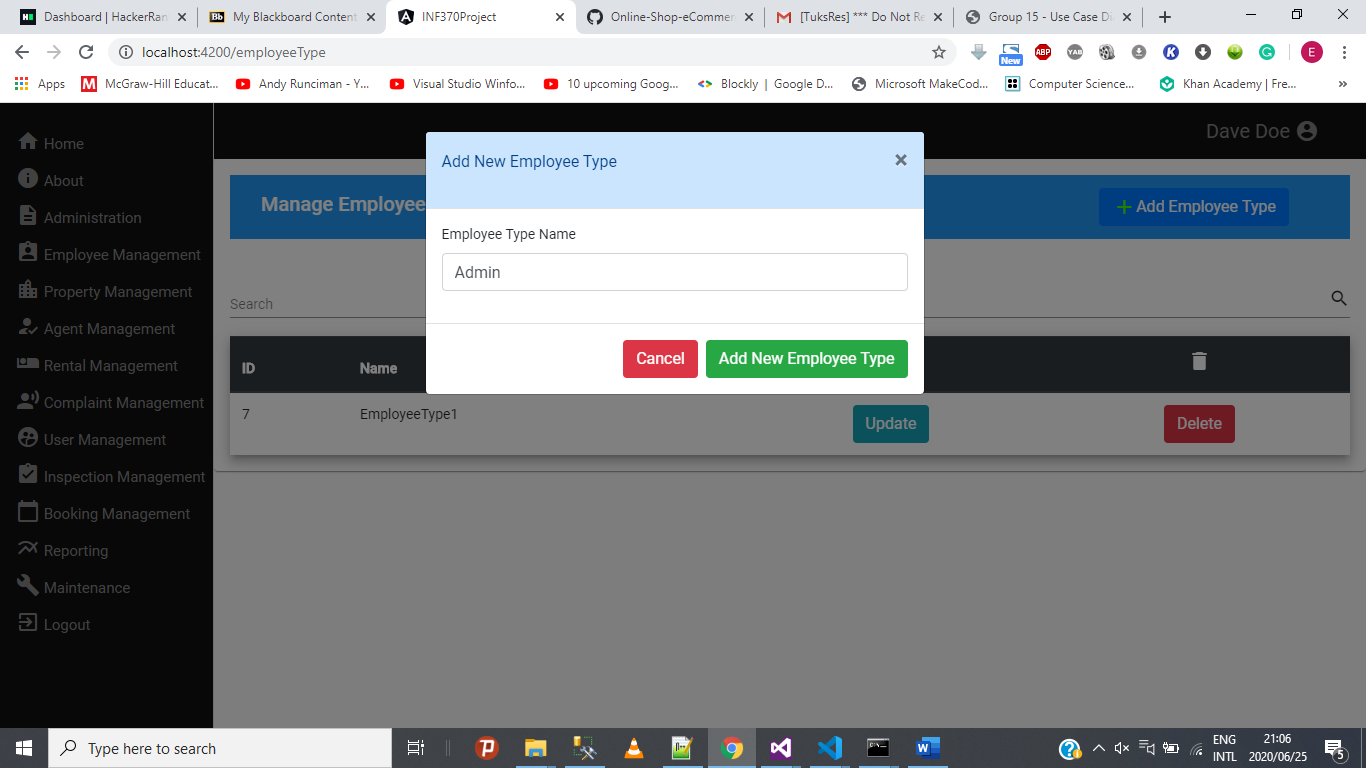 Dashboard | HackerRan
My Blackboard Content
INF370Project
Online-Shop-eCommer
[TuksRes] *** Do Not Re
Group 15 - Use Case Di
localhost:4200/employeeType
ABP
YAB
New
K
E
Apps
McGraw-Hill Educat...
Andy Runciman - Y...
Visual Studio Winfo...
10 upcoming Goog...
Blockly | Google D...
Microsoft MakeCod...
Computer Science...
Khan Academy | Fre...
»
Home
About
Administration
Employee Management
Property Management
Agent Management
Rental Management
Complaint Management
User Management
Inspection Management
Booking Management
Reporting
Maintenance
Logout
Dave Doe
Manage Employee
Add Employee Type
Search
ID
Name
7
EmployeeType1
Update
Delete
Add New Employee Type
×
Employee Type Name
Admin
Cancel
Add New Employee Type
Type here to search
ENG
INTL
21:06
2020/06/25
5